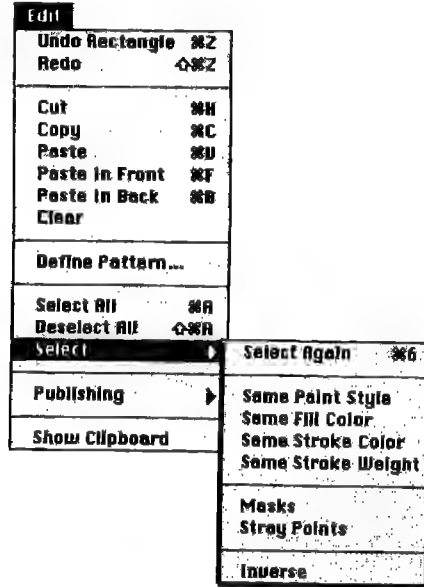 Edit
Undo Rectangle ⌘Z
Redo ⇧⌘Z
Cut ⌘X
Copy ⌘C
Paste ⌘V
Paste In Front ⌘F
Paste In Back ⌘B
Clear
Define Pattern...
Select All ⌘A
Deselect All ⇧⌘A
Select
Publishing
Show Clipboard
Select Again ⌘6
Same Paint Style
Same Fill Color
Same Stroke Color
Same Stroke Weight
Masks
Stray Points
Inverse